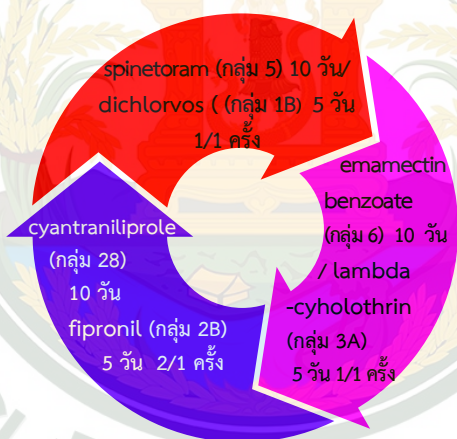 spinetoram (กลุ่ม 5) 10 วัน/
dichlorvos ( (กลุ่ม 1B) 5 วัน
1/1 ครั้ง
emamectin
benzoate
(กลุ่ม 6) 10 วัน
/ lambda
-cyholothrin
(กลุ่ม 3A)
5 วัน 1/1 ครั้ง
cyantraniliprole
(กลุ่ม 28)
10 วัน
fipronil (กลุ่ม 2B)
5 วัน 2/1 ครั้ง